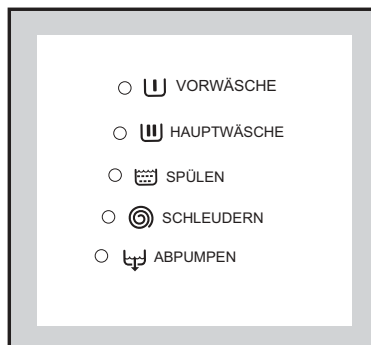 VORWÄSCHE
HAUPTWÄSCHE
SPÜLEN
SCHLEUDERN
ABPUMPEN